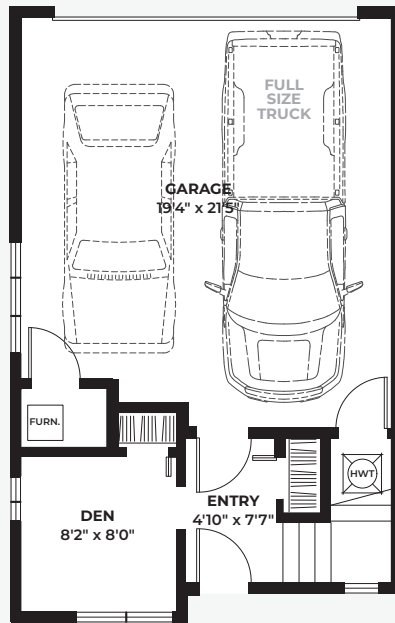 FULL
SIZE
TRUCK
GARAGE
19'4" x 21'5"
FURN.
HWT
ENTRY
4'10" x 7'7"
DEN
8'2" x 8'0"